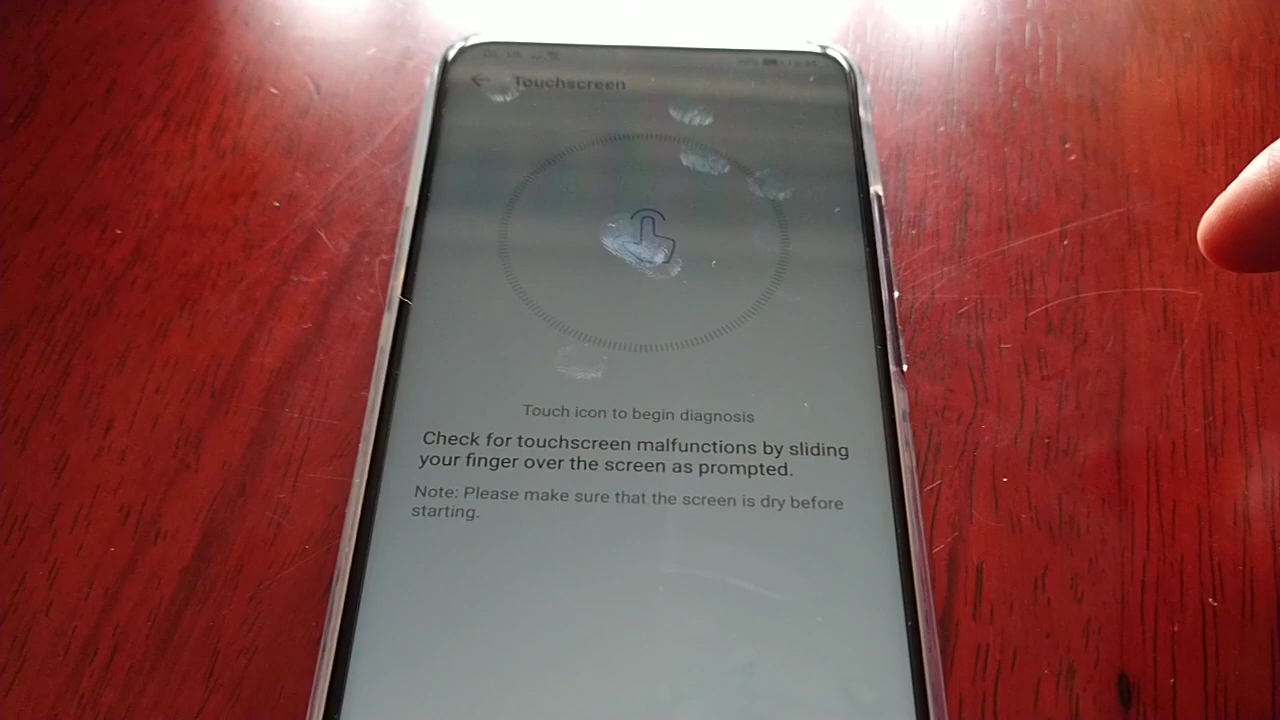 Touchscreen
Touch icon to begin diagnosis
Check for touchscreen malfunctions by sliding
your finger over the screen as prompted.
Note: Please make sure that the screen is dry before
starting.